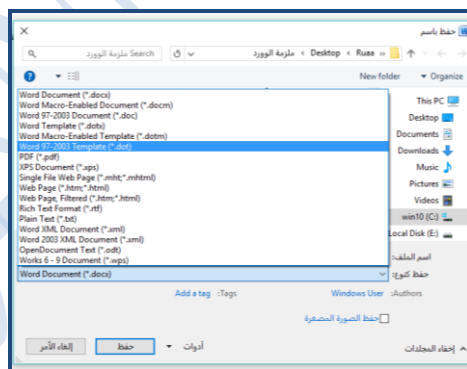 حفظ باسم
Ruaa › Desktop › ملزمة الوورد
Search ملزمة الوورد
Organize
New folder
This PC
Desktop
Documents
Downloads
Music
Pictures
Videos
win10 (C:)
Local Disk (E:)
Word Document (*.docx)
Word Macro-Enabled Document (*.docm)
Word 97-2003 Document (*.doc)
Word Template (*.dotx)
Word Macro-Enabled Template (*.dotm)
Word 97-2003 Template (*.dot)
PDF (*.pdf)
XPS Document (*.xps)
Single File Web Page (*.mht;*.mhtml)
Web Page (*.htm;*.html)
Web Page, Filtered (*.htm;*.html)
Rich Text Format (*.rtf)
Plain Text (*.txt)
Word XML Document (*.xml)
Word 2003 XML Document (*.xml)
OpenDocument Text (*.odt)
Works 6 - 9 Document (*.wps)
اسم الملف:
حفظ كنوع:
Word Document (*.docx)
Authors: Windows User
Tags: Add a tag
حفظ الصورة المصغرة
إخفاء المجلدات
أدوات
حفظ
إلغاء الأمر